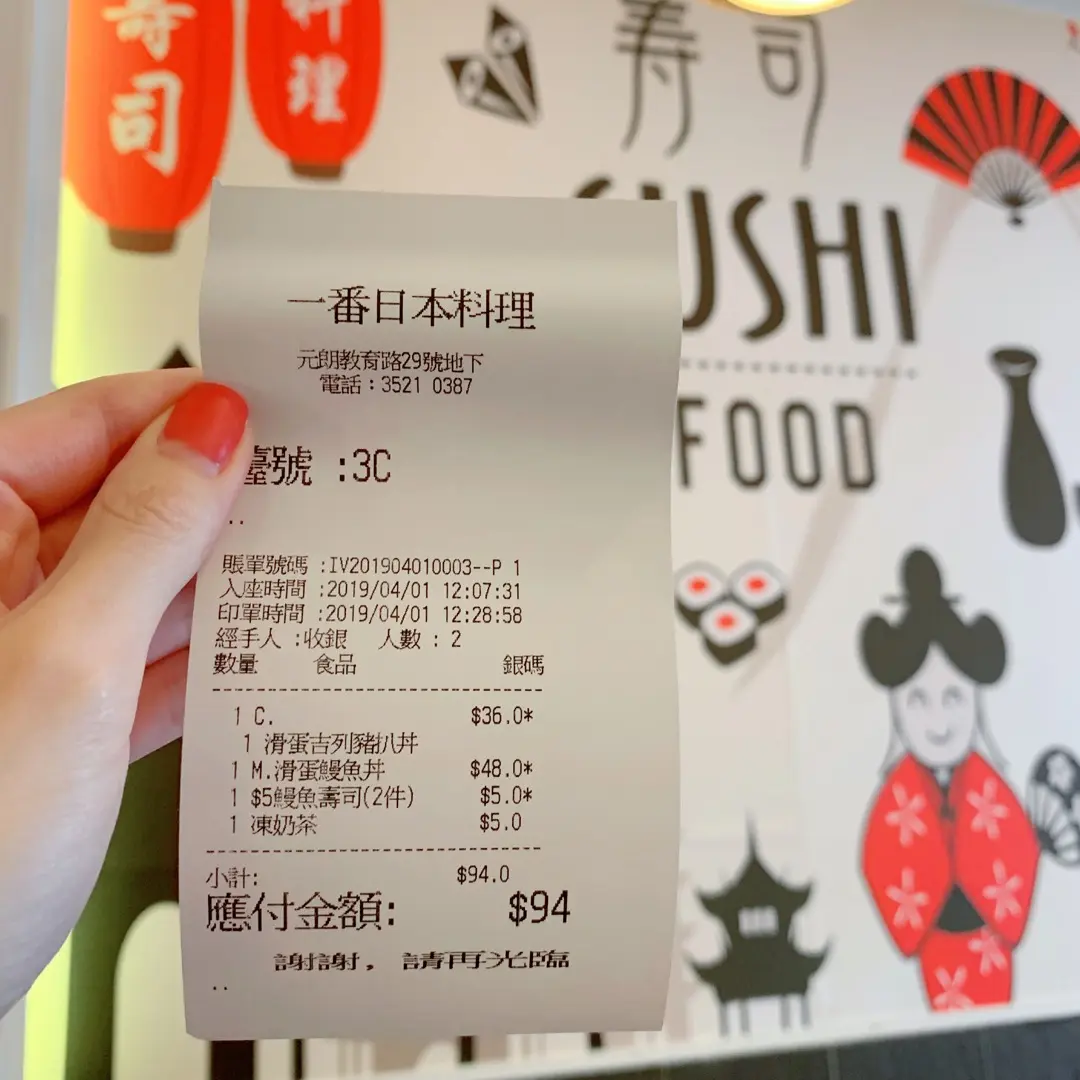 寿司
料理
寿司
SUSHI
FOOD
一番日本料理
元朗教育路29號地下
電話：3521 0387
臺號 :3C
..
賬單號碼 :IV201904010003--P 1
入座時間 :2019/04/01 12:07:31
印單時間 :2019/04/01 12:28:58
經手人 :收銀 人數 : 2
數量 食品 銀碼
1 C. $36.0*
1 滑蛋吉列豬扒丼
1 M.滑蛋鰻魚丼 $48.0*
1 $5鰻魚壽司(2件) $5.0*
1 凍奶茶 $5.0
小計: $94.0
應付金額: $94
謝謝, 請再光臨
..